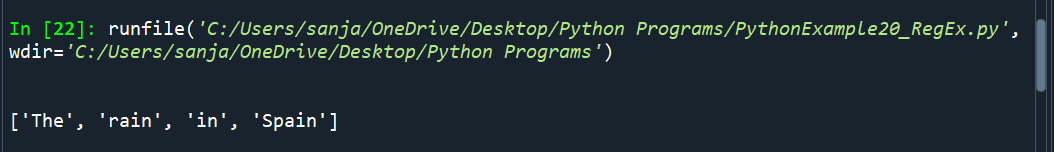 In [22]: runfile('C:/Users/sanja/OneDrive/Desktop/Python Programs/PythonExample20_RegEx.py',
wdir='C:/Users/sanja/OneDrive/Desktop/Python Programs')
['The', 'rain', 'in', 'Spain']